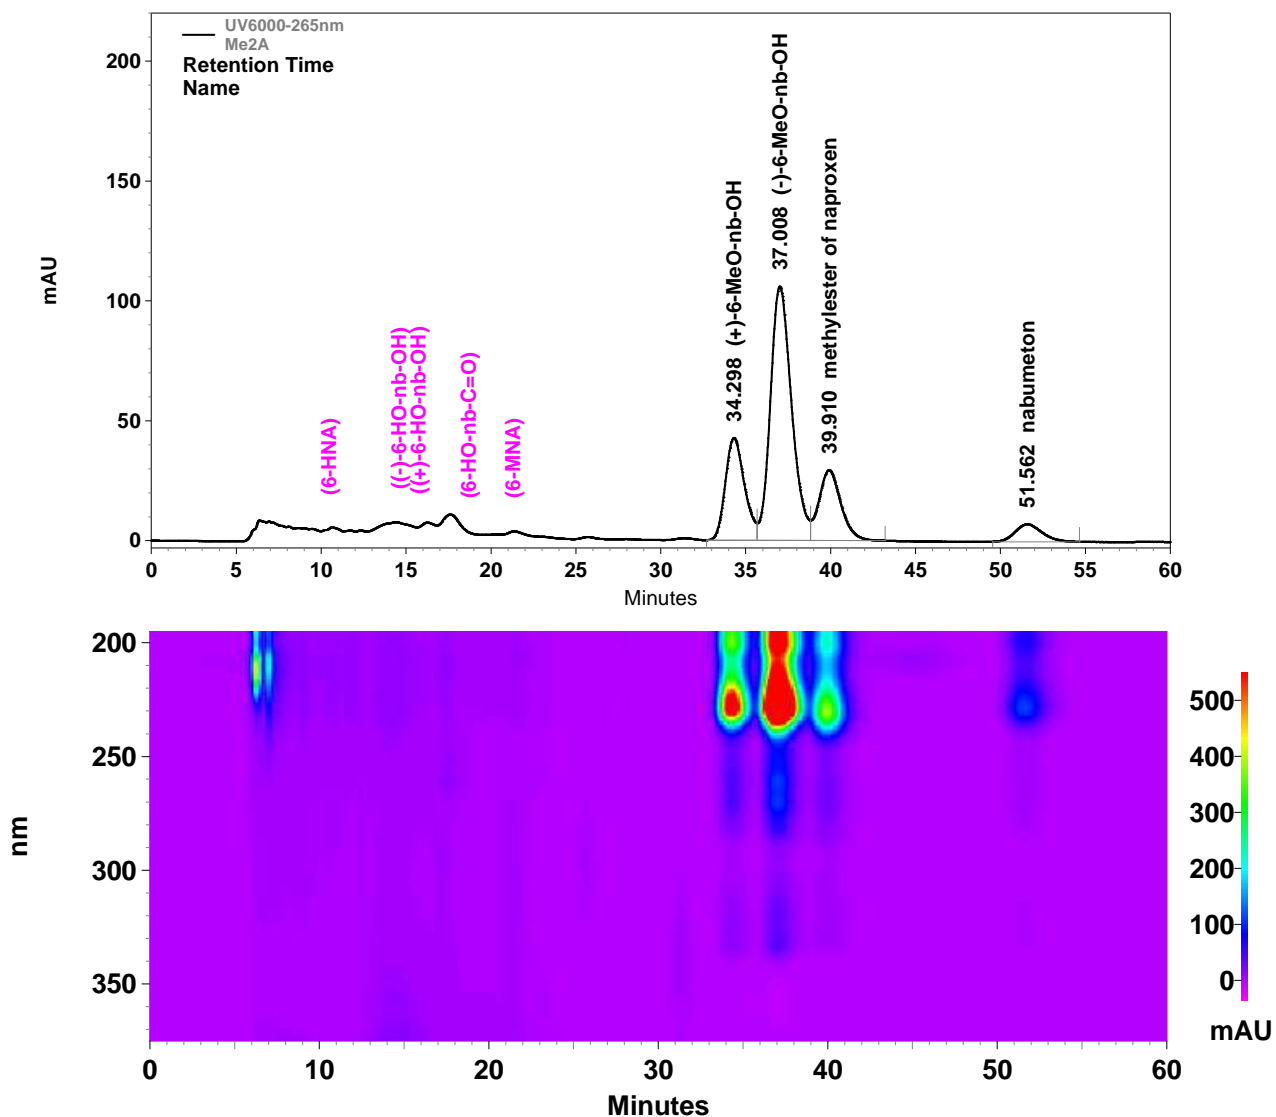 UV6000-265nm
Me2A
Retention Time
Name
mAU
200
150
100
50
0
(6-HNA)
((-)-6-HO-nb-OH)
((+)-6-HO-nb-OH)
(6-HO-nb-C=O)
(6-MNA)
34.298 (+)-6-MeO-nb-OH
37.008 (-)-6-MeO-nb-OH
39.910 methylester of naproxen
51.562 nabumeton
0 5 10 15 20 25 30 35 40 45 50 55 60
Minutes
nm
200
250
300
350
0 10 20 30 40 50 60
Minutes
500
400
300
200
100
0
mAU